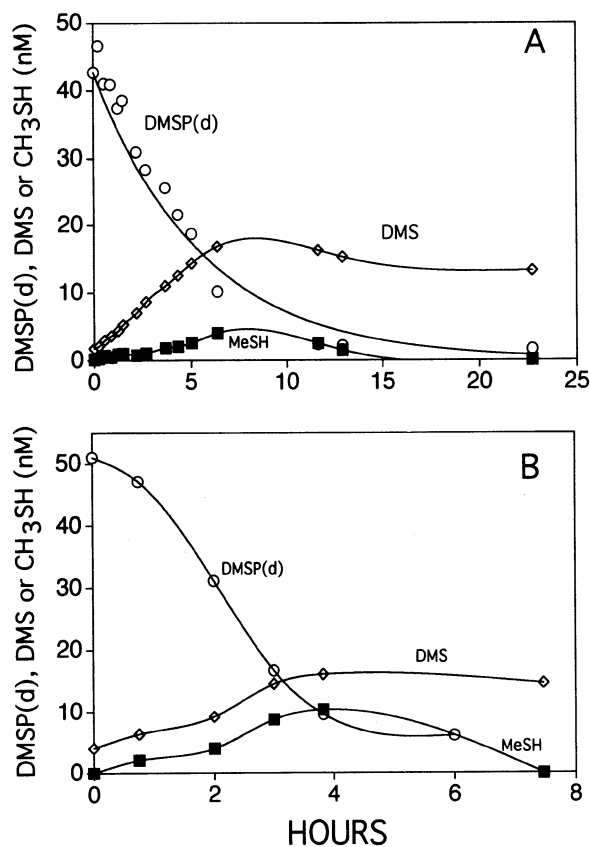 A
DMSP(d), DMS or CH3SH (nM)
50
40
30
20
10
0
DMSP(d)
DMS
MeSH
0 5 10 15 20 25
B
DMSP(d), DMS or CH3SH (nM)
50
40
30
20
10
0
DMSP(d)
DMS
MeSH
0 2 4 6 8
HOURS